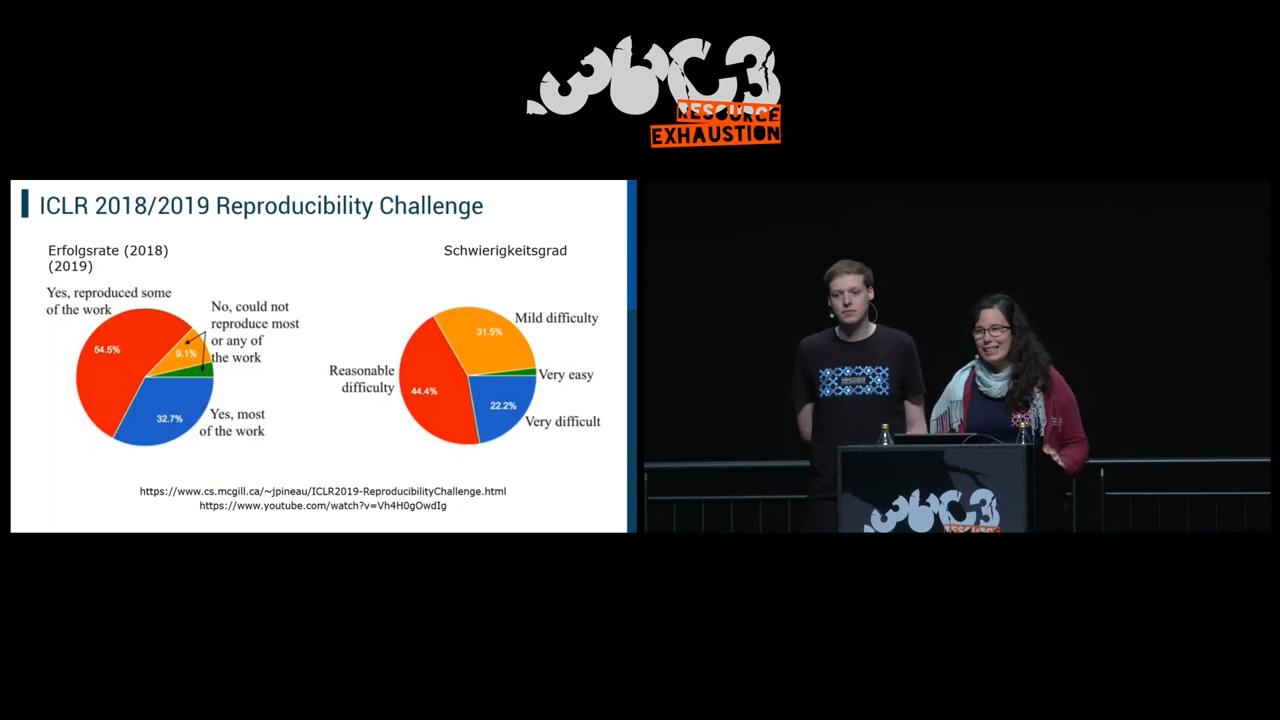 36C3
RESOURCE
EXHAUSTION
ICLR 2018/2019 Reproducibility Challenge
Erfolgsrate (2018)
(2019)
Schwierigkeitsgrad
Yes, reproduced some
of the work
No, could not
reproduce most
or any of
the work
54.5%
9.1%
32.7%
Yes, most
of the work
31.5%
Mild difficulty
Reasonable
difficulty
Very easy
44.4%
22.2%
Very difficult
https://www.cs.mcgill.ca/~jpineau/ICLR2019-ReproducibilityChallenge.html
https://www.youtube.com/watch?v=Vh4H0gOwdIg
36C3
RESOURCE